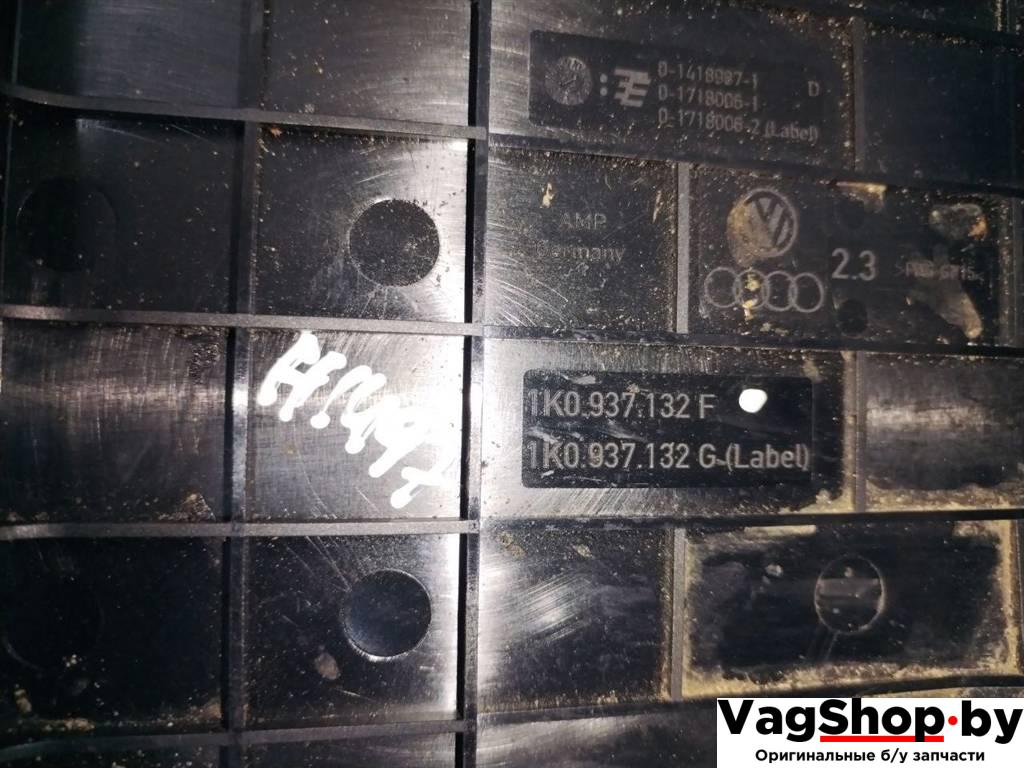 0-1418997-1 D
0-1718006-1
0-1718006-2 (Label)
AMP
Germany
2.3
1K0.937.132 F
1K0.937.132 G (Label)
VagShop.by
Оригинальные б/у запчасти